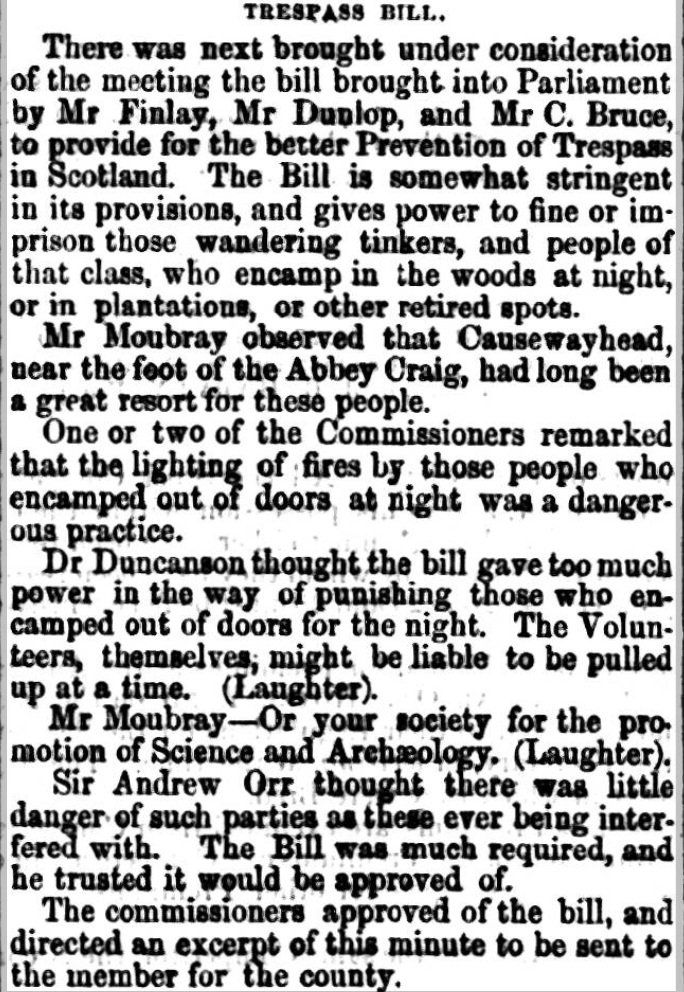 TRESPASS BILL.
There was next brought under consideration
of the meeting the bill brought into Parliament
by Mr Finlay, Mr Dunlop, and Mr C. Bruce,
to provide for the better Prevention of Trespass
in Scotland. The Bill is somewhat stringent
in its provisions, and gives power to fine or im-
prison those wandering tinkers, and people of
that class, who encamp in the woods at night,
or in plantations, or other retired spots.
Mr Moubray observed that Causewayhead,
near the foot of the Abbey Craig, had long been
a great resort for these people.
One or two of the Commissioners remarked
that the lighting of fires by those people who
encamped out of doors at night was a danger-
ous practice.
Dr Duncanson thought the bill gave too much
power in the way of punishing those who en-
camped out of doors for the night. The Volun-
teers, themselves, might be liable to be pulled
up at a time. (Laughter).
Mr Moubray—Or your society for the pro-
motion of Science and Archæology. (Laughter).
Sir Andrew Orr thought there was little
danger of such parties as these ever being inter-
fered with. The Bill was much required, and
he trusted it would be approved of.
The commissioners approved of the bill, and
directed an excerpt of this minute to be sent to
the member for the county.